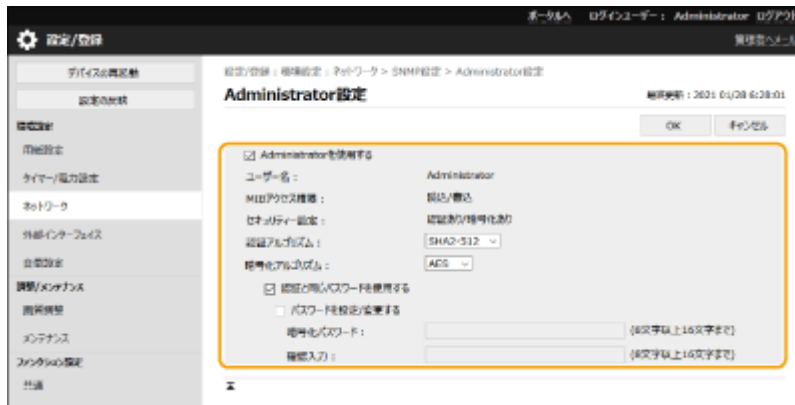 ポータルへ ログインユーザー： Administrator ログアウト
設定/登録
管理者へメール
デバイスの再起動
設定の反映
環境設定
用紙設定
タイマー/電力設定
ネットワーク
外部インターフェイス
音量設定
調整/メンテナンス
画質調整
メンテナンス
ファンクション設定
共通
設定/登録 : 環境設定 : ネットワーク > SNMP設定 > Administrator設定
Administrator設定
最終更新 : 2021 01/28 6:28:01
OK キャンセル
Administratorを使用する
ユーザー名 : Administrator
MIBアクセス権限 : 読込/書込
セキュリティー設定 : 認証あり/暗号化あり
認証アルゴリズム : SHA2-512
暗号化アルゴリズム : AES
認証と同じパスワードを使用する
パスワードを設定/変更する
暗号化パスワード : (6文字以上16文字まで)
確認入力) : (6文字以上16文字まで)